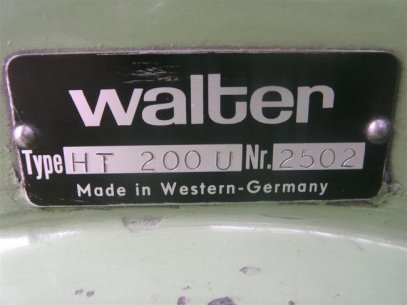 walter
Type HT 200 U Nr. 2502
Made in Western-Germany